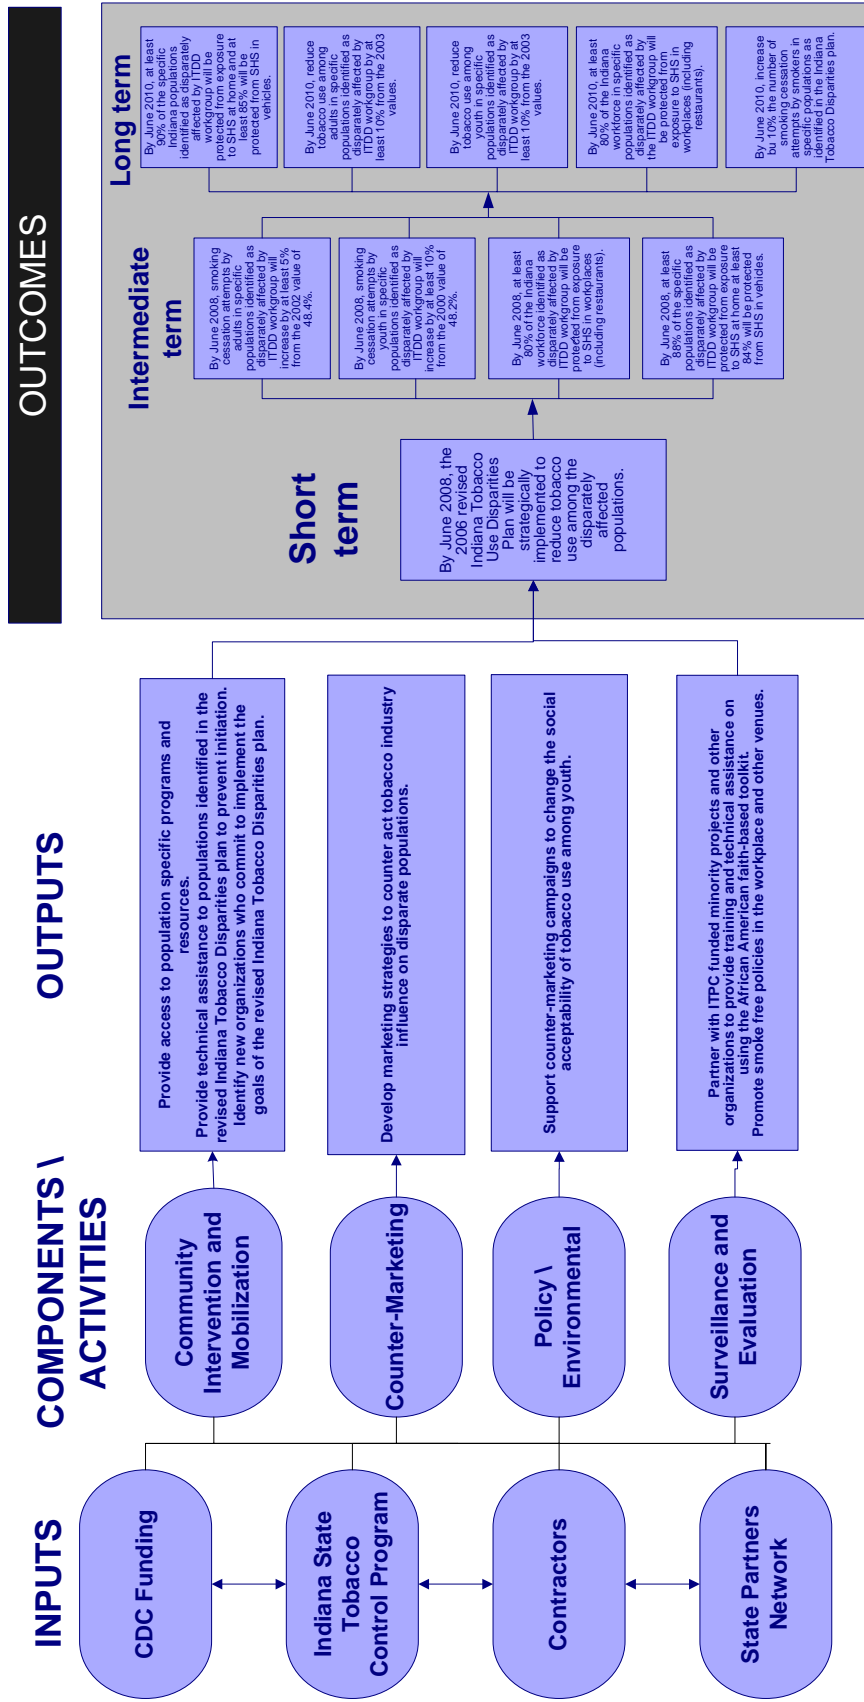 INPUTS
CDC Funding
Indiana State
Tobacco
Control Program
Contractors
State Partners
Network
COMPONENTS \
ACTIVITIES
Community
Intervention and
Mobilization
Counter-Marketing
Policy \
Environmental
Surveillance and
Evaluation
OUTPUTS
Provide access to population specific programs and
resources.
Provide technical assistance to populations identified in the
revised Indiana Tobacco Disparities plan to prevent initiation.
Identify new organizations who commit to implement the
goals of the revised Indiana Tobacco Disparities plan.
Develop marketing strategies to counter act tobacco industry
influence on disparate populations.
Support counter-marketing campaigns to change the social
acceptability of tobacco use among youth.
Partner with ITPC funded minority projects and other
organizations to provide training and technical assistance on
using the African American faith-based toolkit.
Promote smoke free policies in the workplace and other venues.
OUTCOMES
Short
term
By June 2008, the
2006 revised
Indiana Tobacco
Use Disparities
Plan will be
strategically
implemented to
reduce tobacco
use among the
disparately
affected
populations.
Intermediate
term
By June 2008, smoking
cessation attempts by
adults in specific
populations identified as
disparately affected by
ITDD workgroup will
increase by at least 5%
from the 2002 value of
48.4%.
By June 2008, smoking
cessation attempts by
youth in specific
populations identified as
disparately affected by
ITDD workgroup will
increase by at least 10%
from the 2000 value of
48.2%.
By June 2008, at least
80% of the Indiana
workforce identified as
disparately affected by
ITDD workgroup will be
protected from exposure
to SHS in workplaces
(including restaurants).
By June 2008, at least
88% of the specific
populations identified as
disparately affected by
ITDD workgroup will be
protected from exposure
to SHS at home at least
84% will be protected
from SHS in vehicles.
Long term
By June 2010, at least
90% of the specific
Indiana populations
identified as disparately
affected by ITDD
workgroup will be
protected from exposure
to SHS at home and at
least 85% will be
protected from SHS in
vehicles.
By June 2010, reduce
tobacco use among
adults in specific
populations identified as
disparately affected by
ITDD workgroup by at
least 10% from the 2003
values.
By June 2010, reduce
tobacco use among
youth in specific
populations identified as
disparately affected by
ITDD workgroup by at
least 10% from the 2003
values.
By June 2010, at least
80% of the Indiana
workforce in specific
populations identified as
disparately affected by
the ITDD workgroup will
be protected from
exposure to SHS in
workplaces (including
restaurants).
By June 2010, increase
bu 10% the number of
smoking cessation
attempts by smokers in
specific populations as
identified in the Indiana
Tobacco Disparities plan.